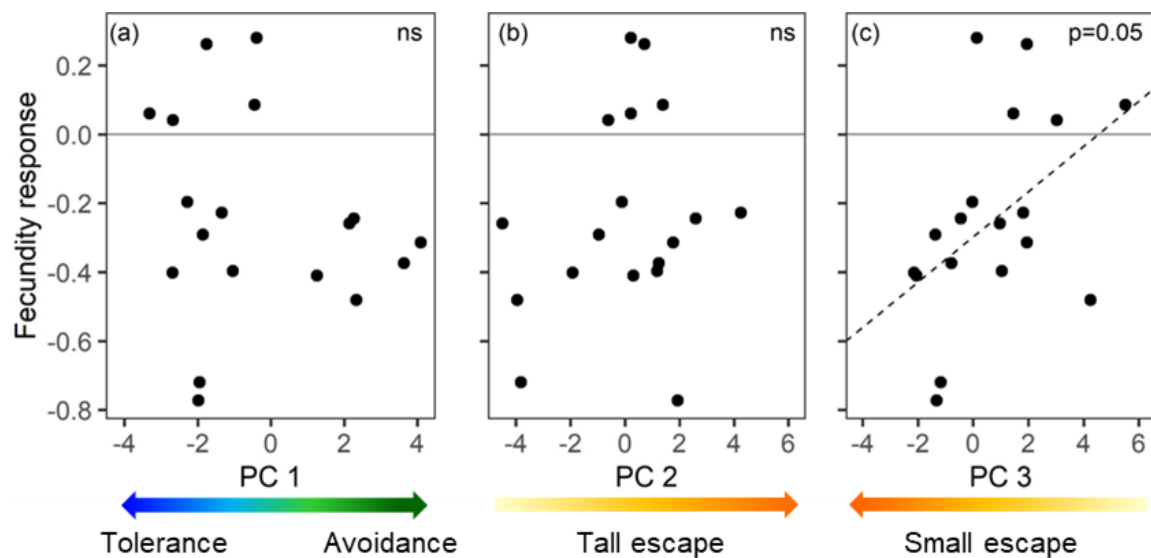 (a) ns
(b) ns
(c) p=0.05
Fecundity response
0.2
0.0
-0.2
-0.4
-0.6
-0.8
-4 -2 0 2 4
-4 -2 0 2 4 6
-4 -2 0 2 4 6
PC 1
PC 2
PC 3
Tolerance Avoidance
Tall escape
Small escape